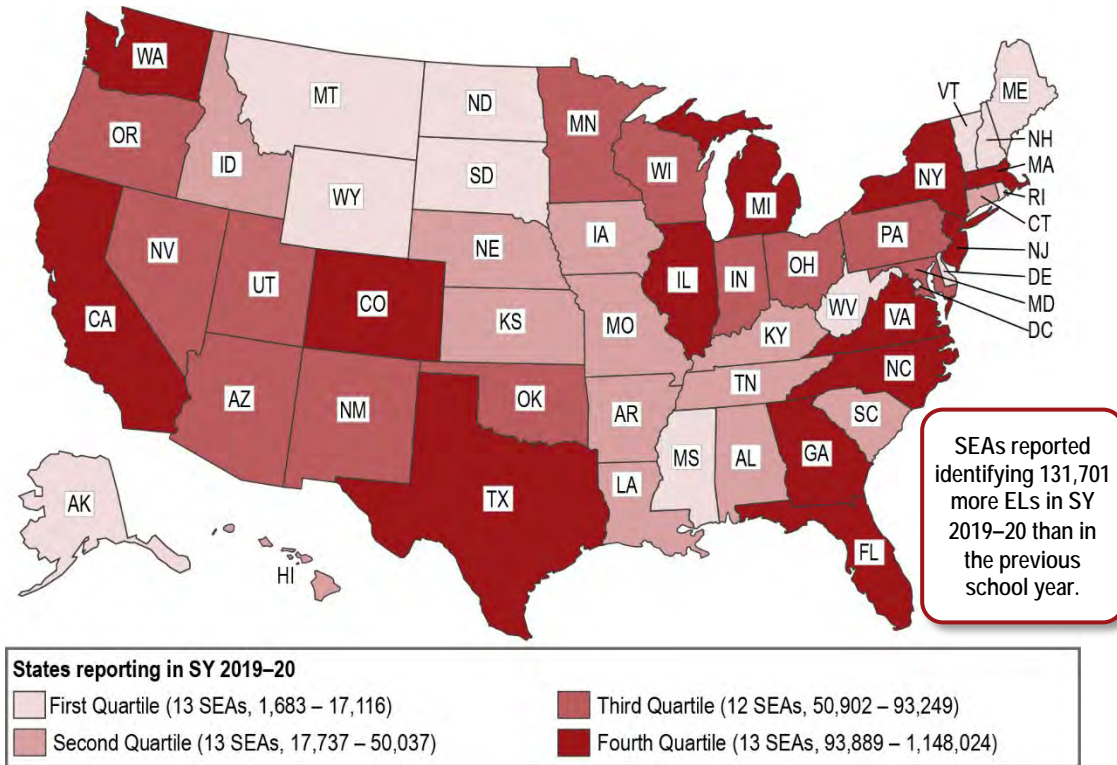 WA
MT
ND
MN
VT
ME
OR
ID
SD
WI
NH
MA
NY
WY
MI
RI
CT
NE
IA
PA
NJ
NV
UT
IL
IN
OH
DE
CO
WV
MD
CA
KS
MO
VA
DC
KY
NC
AZ
NM
OK
TN
AR
SC
MS
AL
GA
LA
TX
AK
FL
HI
SEAs reported
identifying 131,701
more ELs in SY
2019–20 than in
the previous
school year.
States reporting in SY 2019–20
First Quartile (13 SEAs, 1,683 – 17,116)
Third Quartile (12 SEAs, 50,902 – 93,249)
Second Quartile (13 SEAs, 17,737 – 50,037)
Fourth Quartile (13 SEAs, 93,889 – 1,148,024)